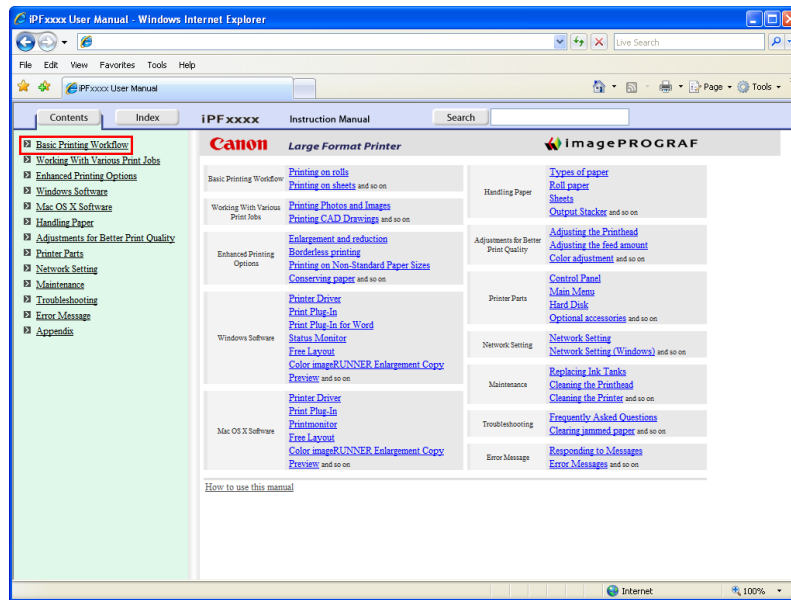 iPFxxxx User Manual - Windows Internet Explorer
Live Search
File Edit View Favorites Tools Help
iPFxxxx User Manual
Page Tools
Contents Index iPFxxxx Instruction Manual Search
Canon Large Format Printer imagePROGRAF
Basic Printing Workflow
Working With Various Print Jobs
Enhanced Printing Options
Windows Software
Mac OS X Software
Handling Paper
Adjustments for Better Print Quality
Printer Parts
Network Setting
Maintenance
Troubleshooting
Error Message
Appendix
Basic Printing Workflow
Printing on rolls
Printing on sheets and so on
Working With Various
Print Jobs
Printing Photos and Images
Printing CAD Drawings and so on
Enhanced Printing
Options
Enlargement and reduction
Borderless printing
Printing on Non-Standard Paper Sizes
Conserving paper and so on
Windows Software
Printer Driver
Print Plug-In
Print Plug-In for Word
Status Monitor
Free Layout
Color imageRUNNER Enlargement Copy
Preview and so on
Mac OS X Software
Printer Driver
Print Plug-In
Printmonitor
Free Layout
Color imageRUNNER Enlargement Copy
Preview and so on
Handling Paper
Types of paper
Roll paper
Sheets
Output Stacker and so on
Adjustments for Better
Print Quality
Adjusting the Printhead
Adjusting the feed amount
Color adjustment and so on
Printer Parts
Control Panel
Main Menu
Hard Disk
Optional accessories and so on
Network Setting
Network Setting
Network Setting (Windows) and so on
Maintenance
Replacing Ink Tanks
Cleaning the Printhead
Cleaning the Printer and so on
Troubleshooting
Frequently Asked Questions
Clearing jammed paper and so on
Error Message
Responding to Messages
Error Messages and so on
How to use this manual
Internet 100%